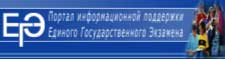 ЕГЭ
Портал информационной поддержки
Единого Государственного Экзамена